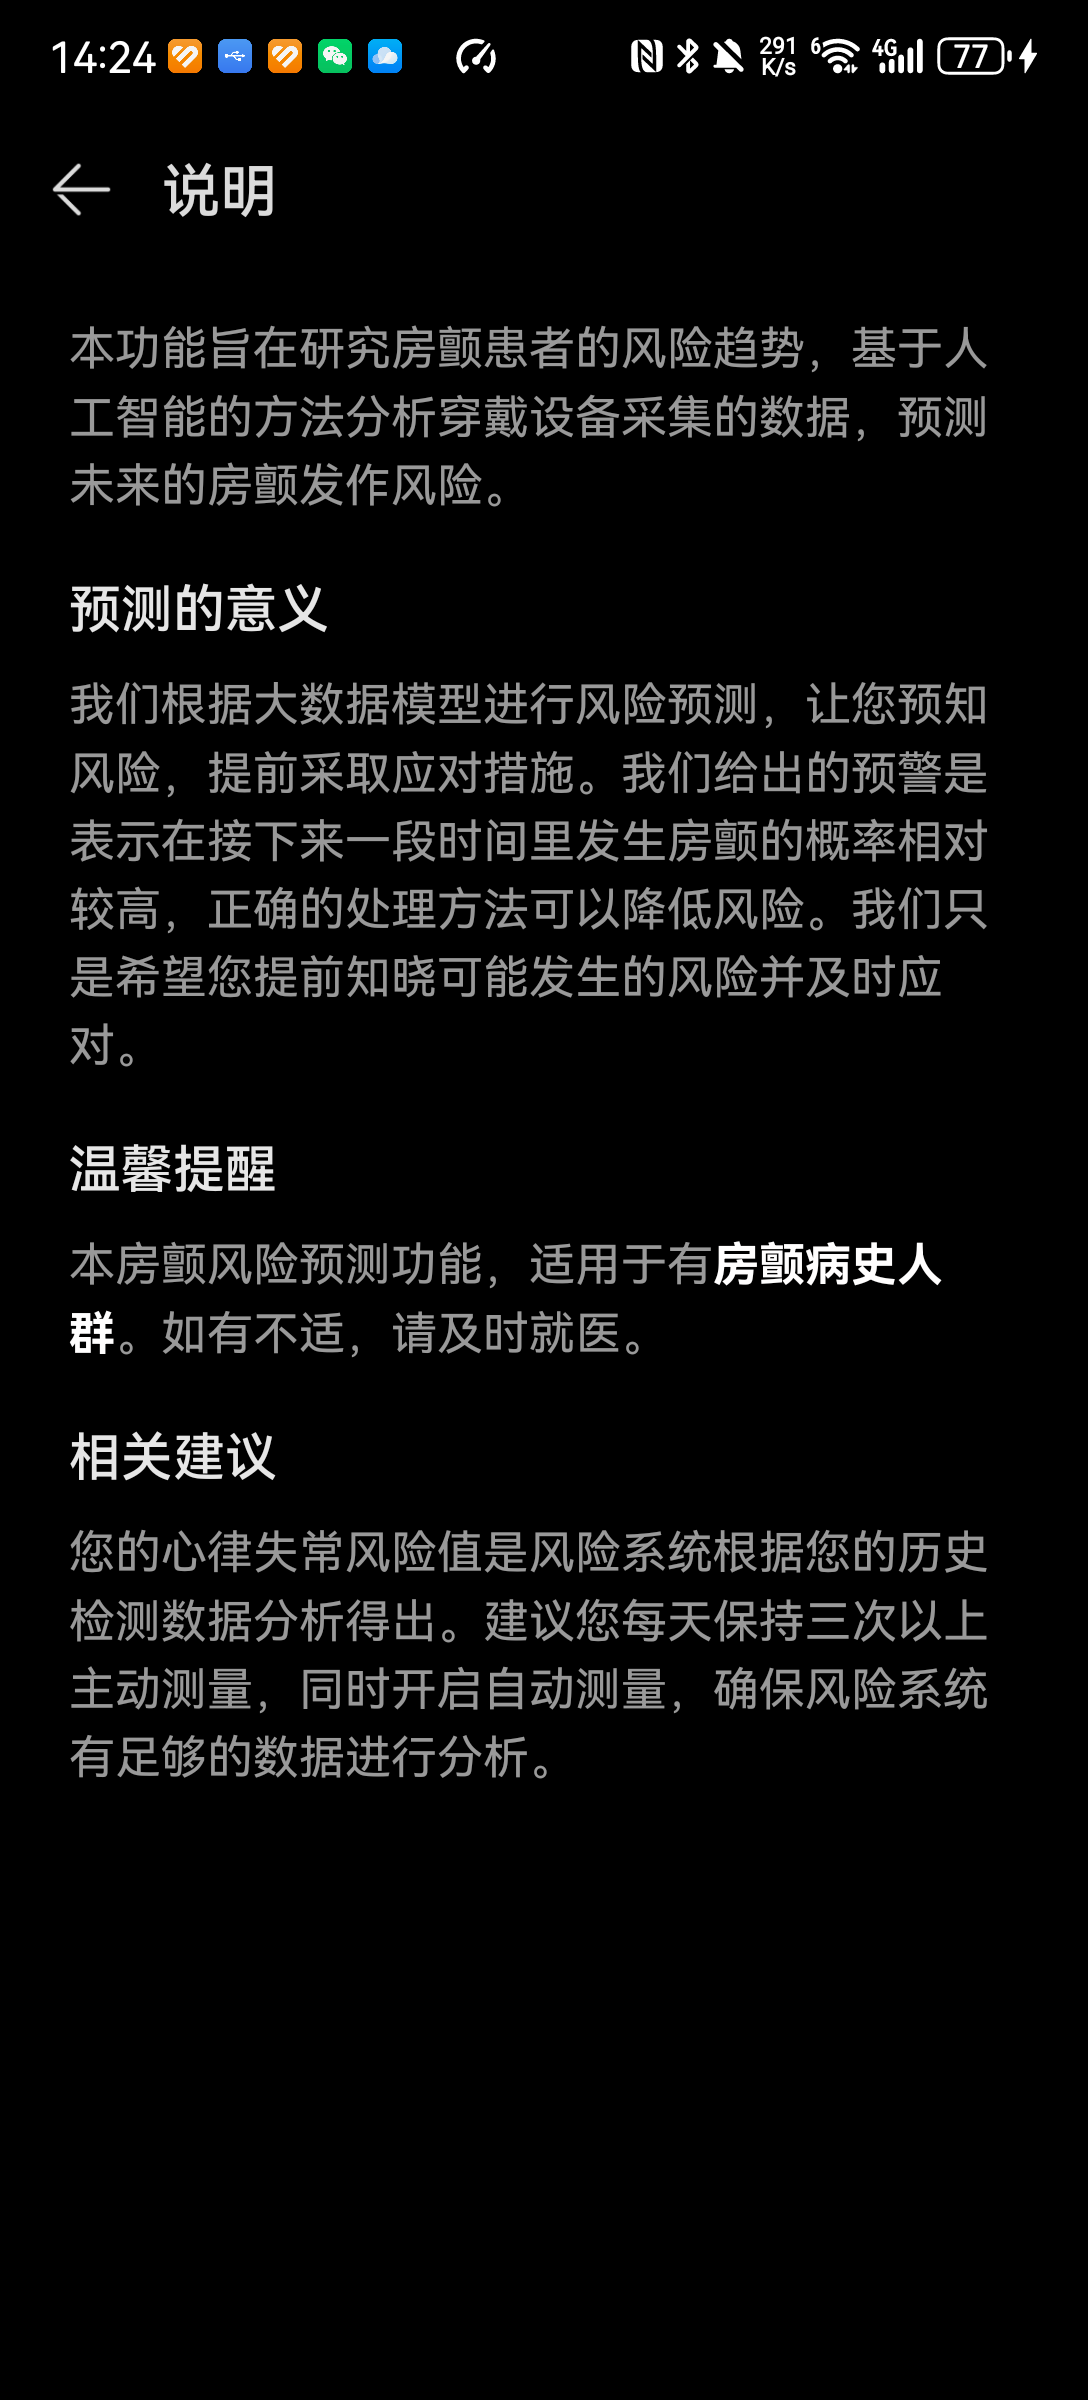 14:24
291
K/s
6
4G
77
说明
本功能旨在研究房颤患者的风险趋势，基于人
工智能的方法分析穿戴设备采集的数据，预测
未来的房颤发作风险。
预测的意义
我们根据大数据模型进行风险预测，让您预知
风险，提前采取应对措施。我们给出的预警是
表示在接下来一段时间里发生房颤的概率相对
较高，正确的处理方法可以降低风险。我们只
是希望您提前知晓可能发生的风险并及时应
对。
温馨提醒
本房颤风险预测功能，适用于有房颤病史人
群。如有不适，请及时就医。
相关建议
您的心律失常风险值是风险系统根据您的历史
检测数据分析得出。建议您每天保持三次以上
主动测量，同时开启自动测量，确保风险系统
有足够的数据进行分析。